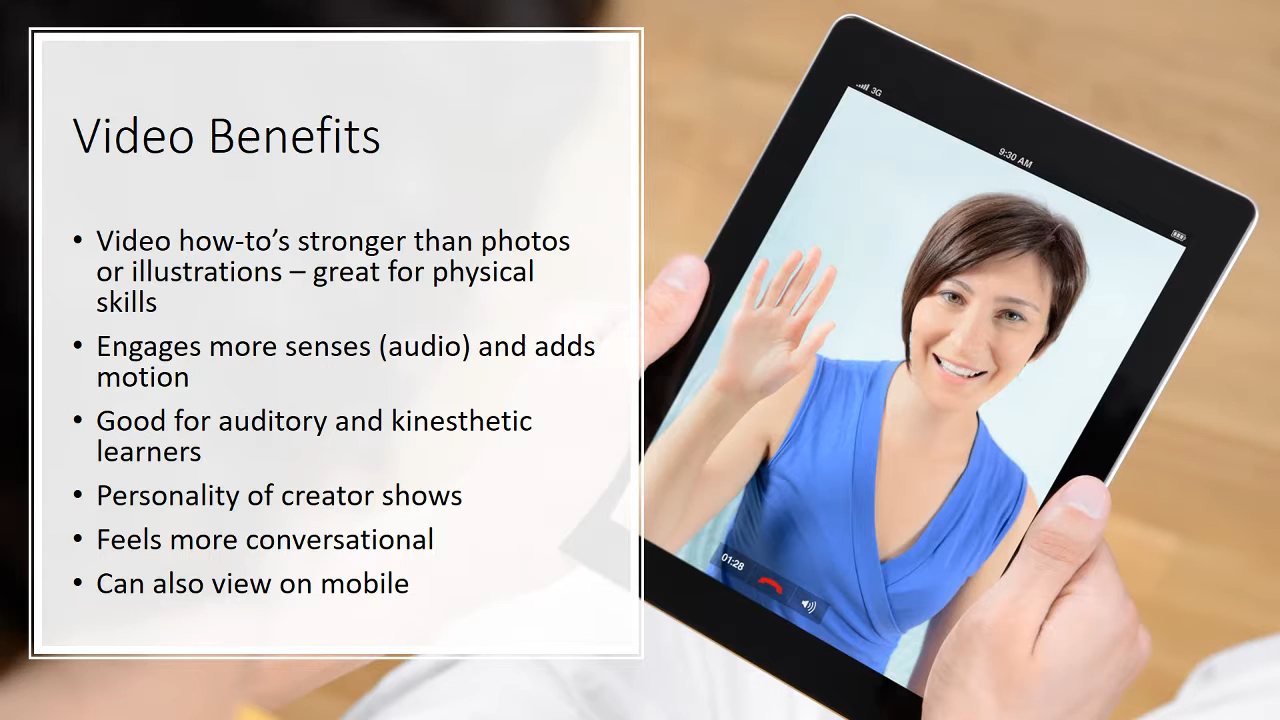 Video Benefits
• Video how-to’s stronger than photos
or illustrations – great for physical
skills
• Engages more senses (audio) and adds
motion
• Good for auditory and kinesthetic
learners
• Personality of creator shows
• Feels more conversational
• Can also view on mobile
3G
9:30 AM
01:28